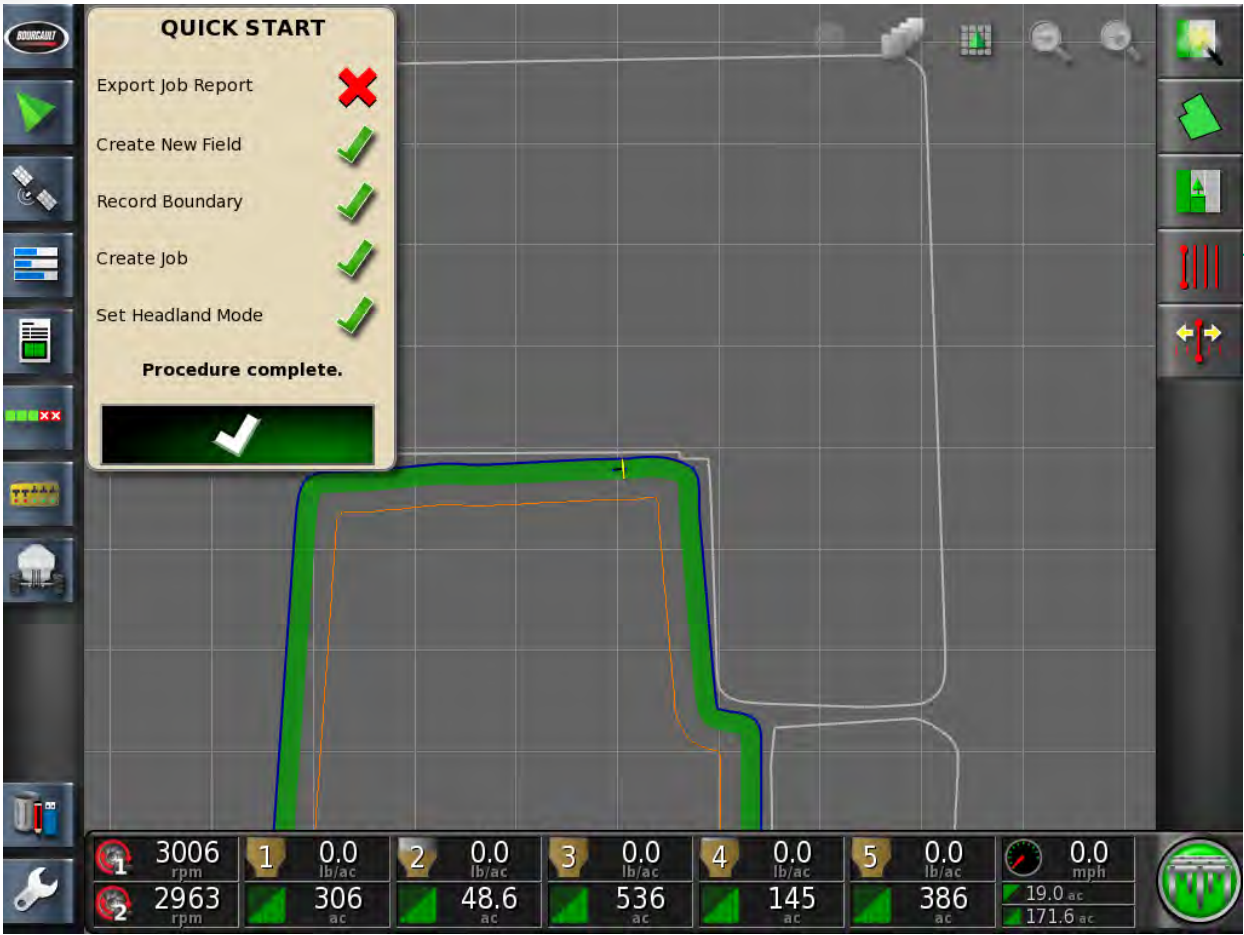 BOURGAULT
QUICK START
Export Job Report
Create New Field
Record Boundary
Create Job
Set Headland Mode
Procedure complete.
1 3006 rpm
1 0.0 lb/ac
2 0.0 lb/ac
3 0.0 lb/ac
4 0.0 lb/ac
5 0.0 lb/ac
0.0 mph
2 2963 rpm
306 ac
48.6 ac
536 ac
145 ac
386 ac
19.0 ac
171.6 ac